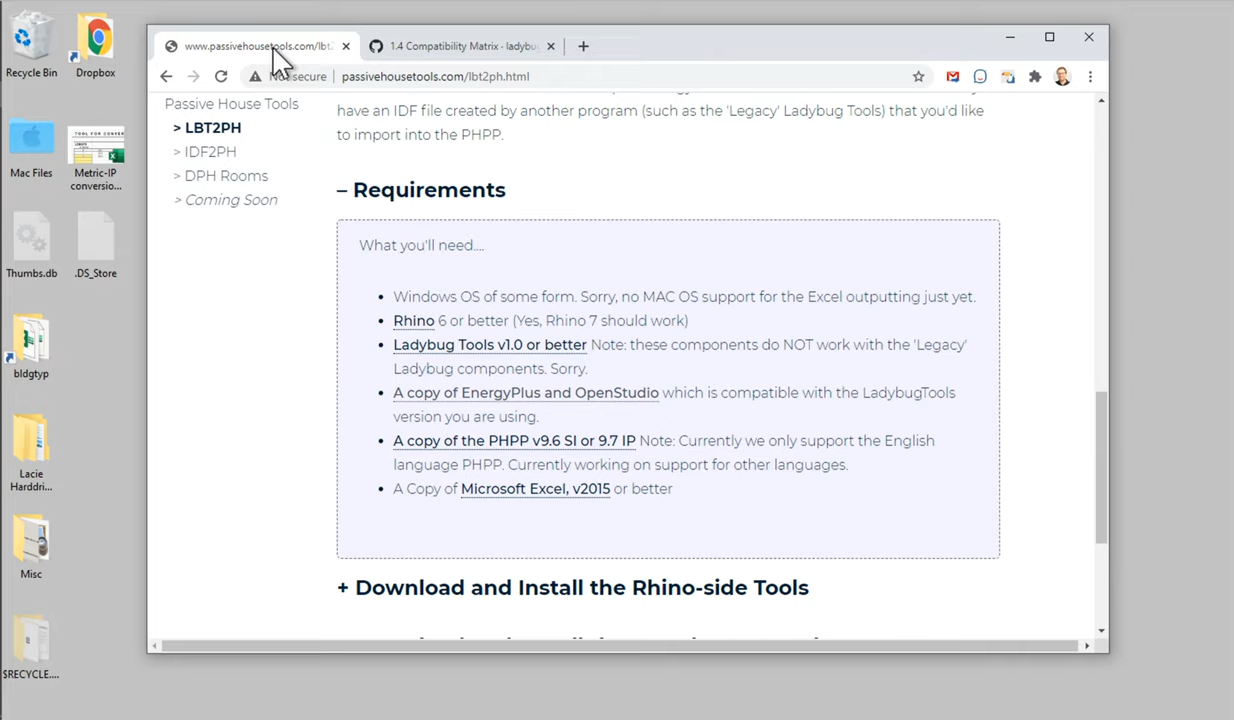 Recycle Bin
Dropbox
Mac Files
Metric-IP
conversio...
Thumbs.db
.DS_Store
bldgtyp
Lacie
Harddri...
Misc
$RECYCLE....
www.passivehousetools.com/lbt2
1.4 Compatibility Matrix · ladybu
passivehousetools.com/lbt2ph.html
Passive House Tools
> LBT2PH
> IDF2PH
> DPH Rooms
> Coming Soon
have an IDF file created by another program (such as the 'Legacy' Ladybug Tools) that you'd like
to import into the PHPP.
– Requirements
What you'll need....
• Windows OS of some form. Sorry, no MAC OS support for the Excel outputting just yet.
• Rhino 6 or better (Yes, Rhino 7 should work)
• Ladybug Tools v1.0 or better Note: these components do NOT work with the 'Legacy'
Ladybug components. Sorry.
• A copy of EnergyPlus and OpenStudio which is compatible with the LadybugTools
version you are using.
• A copy of the PHPP v9.6 SI or 9.7 IP Note: Currently we only support the English
language PHPP. Currently working on support for other languages.
• A Copy of Microsoft Excel, v2015 or better
+ Download and Install the Rhino-side Tools